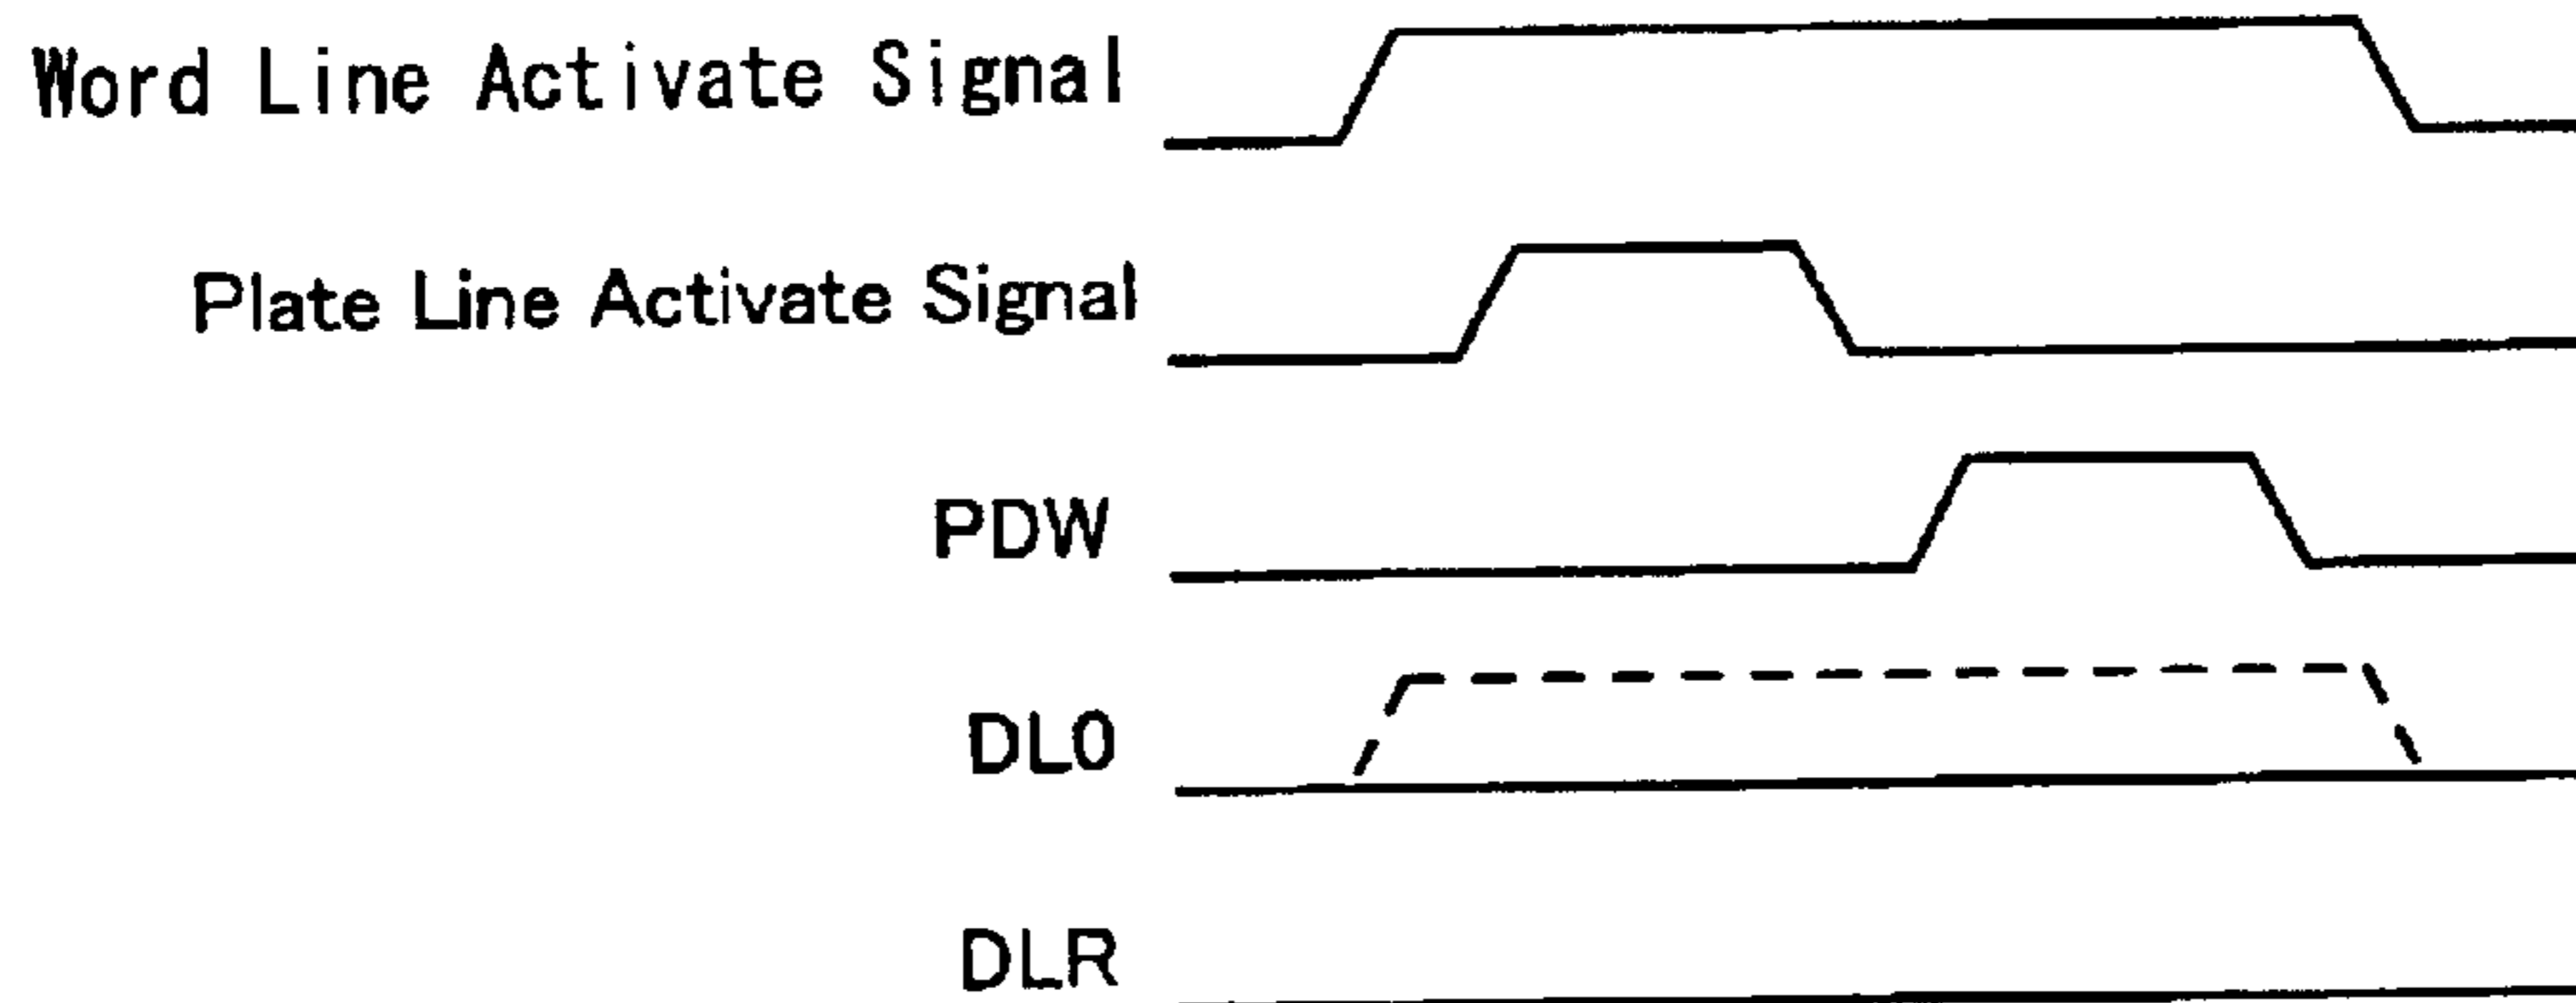 Word Line Activate Signal
Plate Line Activate Signal
PDW
DL0
DLR